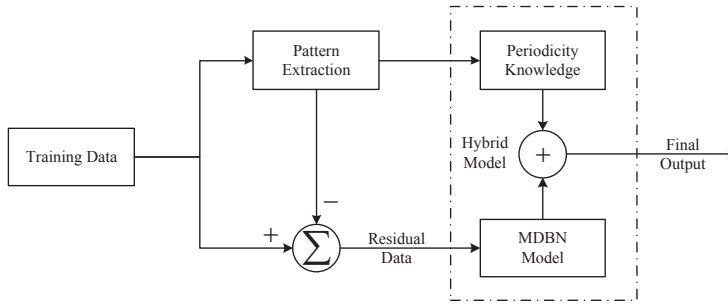 Pattern
Extraction
Periodicity
Knowledge
Training Data
Hybrid
Model
+
Final
Output
−
+
Σ
Residual
Data
MDBN
Model